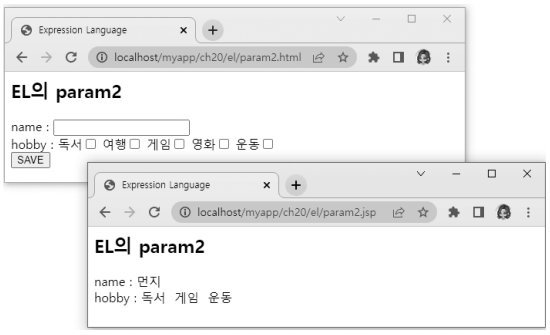 Expression Language
localhost/myapp/ch20/el/param2.html
EL의 param2
name :
hobby : 독서 여행 게임 영화 운동
SAVE
Expression Language
localhost/myapp/ch20/el/param2.jsp
EL의 param2
name : 먼지
hobby : 독서 게임 운동